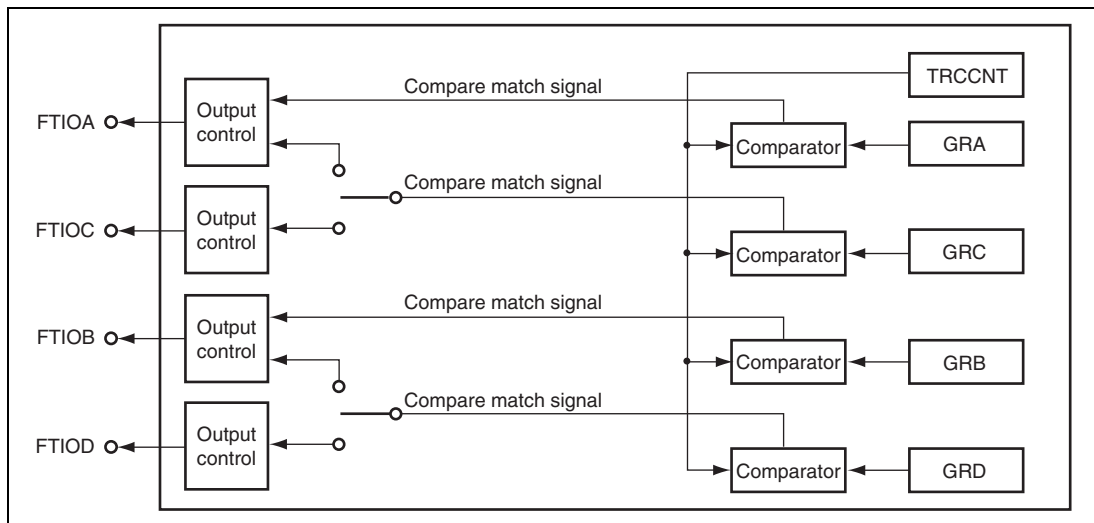 TRCCNT
Compare match signal
FTIOA
Output
control
Comparator
GRA
Compare match signal
FTIOC
Output
control
Comparator
GRC
Compare match signal
FTIOB
Output
control
Comparator
GRB
Compare match signal
FTIOD
Output
control
Comparator
GRD